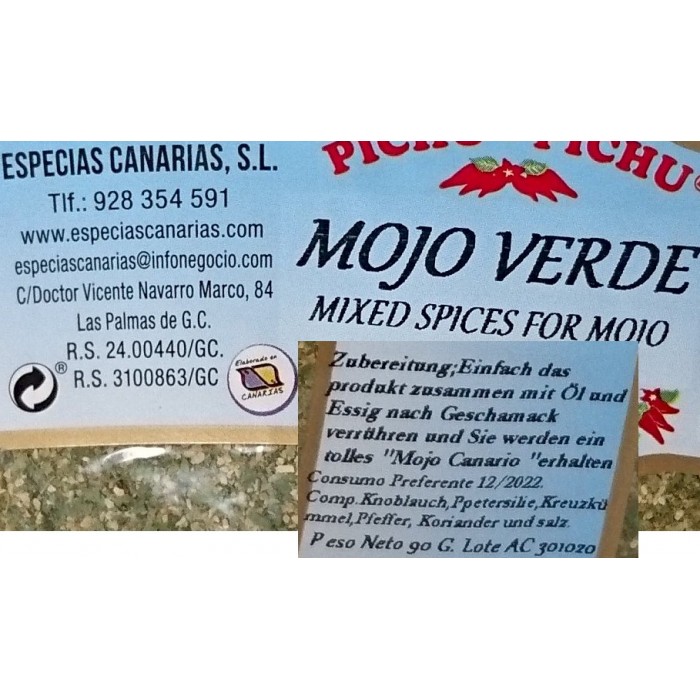 ESPECIAS CANARIAS, S.L.
Tlf.: 928 354 591
www.especiascanarias.com
especiascanarias@infonegocio.com
C/Doctor Vicente Navarro Marco, 84
Las Palmas de G.C.
R.S. 24.00440/GC.
® R.S. 3100863/GC
Elaborado en
CANARIAS
PICHU PICHU®
MOJO VERDE
MIXED SPICES FOR MOJO
Zubereitung;Einfach das
produkt zusammen mit Öl und
Essig nach Geschamack
verrühren und Sie werden ein
tolles "Mojo Canario "erhalten
Consumo Preferente 12/2022.
Comp.Knoblauch,Ppetersilie,Kreuzkü
mmel,Pfeffer, Koriander und salz.
P eso Neto 90 G. Lote AC 301020